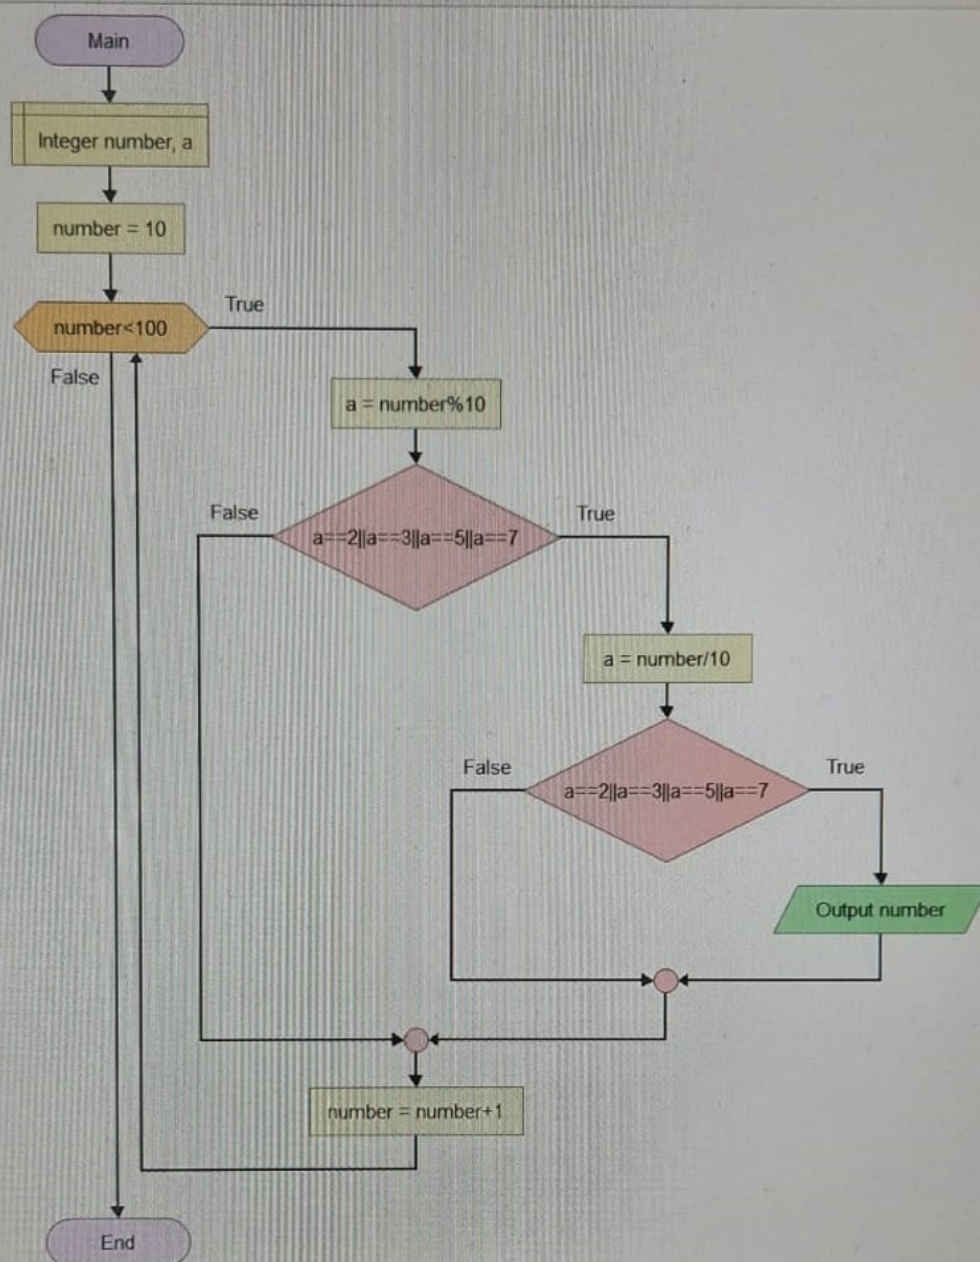 Main
Integer number, a
number = 10
number<100
True
False
a = number%10
False
True
a==2||a==3||a==5||a==7
a = number/10
False
True
a==2||a==3||a==5||a==7
Output number
number = number+1
End